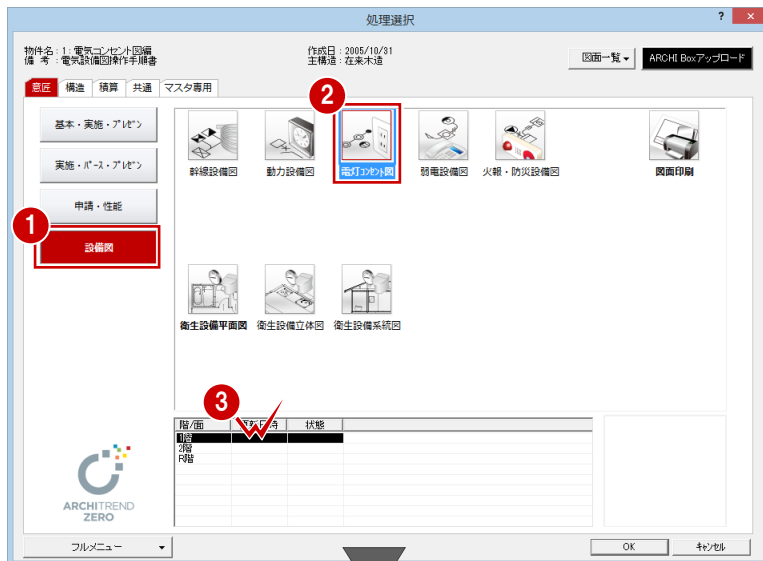 処理選択
? ×
物件名:1:電気コンセント図編
備 考:電気設備図操作手順書
作成日:2005/10/31
主構造:在来木造
図面一覧
ARCHI Boxアップロード
意匠 構造 積算 共通 マスタ専用
2
基本・実施・プレゼン
実施・パース・プレゼン
申請・性能
1
設備図
幹線設備図 動力設備図 電灯コンセント図 弱電設備図 火報・防災設備図 図面印刷
衛生設備平面図 衛生設備立体図 衛生設備系統図
3
階/面 状態
1階
2階
R階
ARCHITREND
ZERO
フルメニュー
OK キャンセル